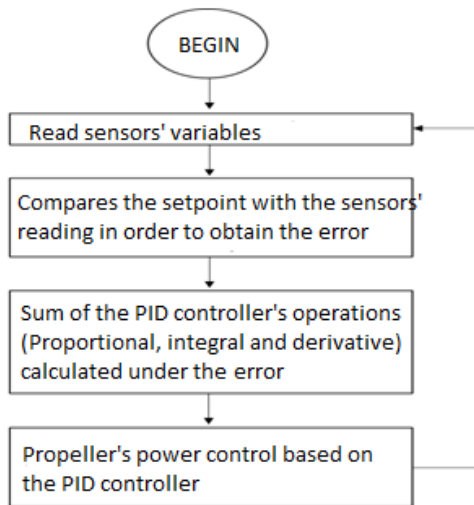 BEGIN
Read sensors' variables
Compares the setpoint with the sensors'
reading in order to obtain the error
Sum of the PID controller's operations
(Proportional, integral and derivative)
calculated under the error
Propeller's power control based on
the PID controller